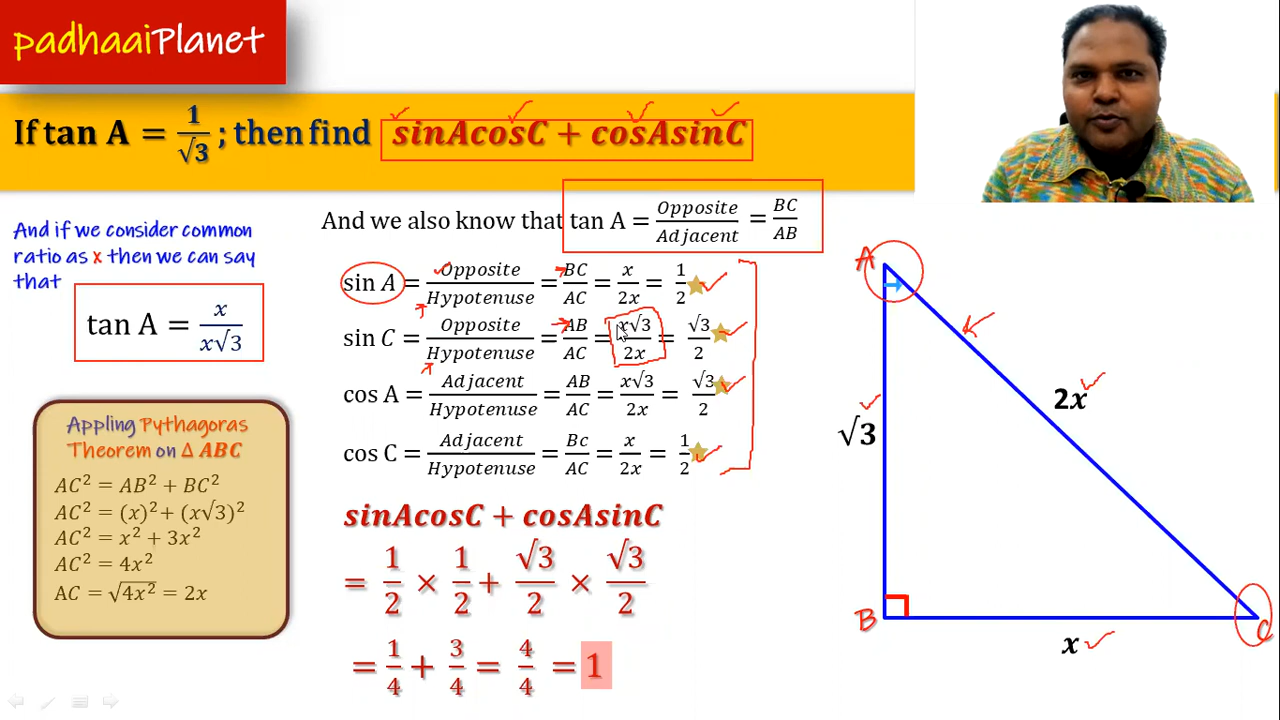 padhaaiPlanet
If tan A = 1/√3 ; then find sinAcosC + cosAsinC
And if we consider common
ratio as x then we can say
that
tan A = x/x√3
And we also know that tan A = Opposite/Adjacent = BC/AB
sin A = Opposite/Hypotenuse = BC/AC = x/2x = 1/2
sin C = Opposite/Hypotenuse = AB/AC = x√3/2x = √3/2
cos A = Adjacent/Hypotenuse = AB/AC = x√3/2x = √3/2
cos C = Adjacent/Hypotenuse = Bc/AC = x/2x = 1/2
Appling Pythagoras
Theorem on Δ ABC
AC² = AB² + BC²
AC² = (x)² + (x√3)²
AC² = x² + 3x²
AC² = 4x²
AC = √4x² = 2x
sinAcosC + cosAsinC
= 1/2 × 1/2 + √3/2 × √3/2
= 1/4 + 3/4 = 4/4 = 1
A
√3
2x
B
x
C